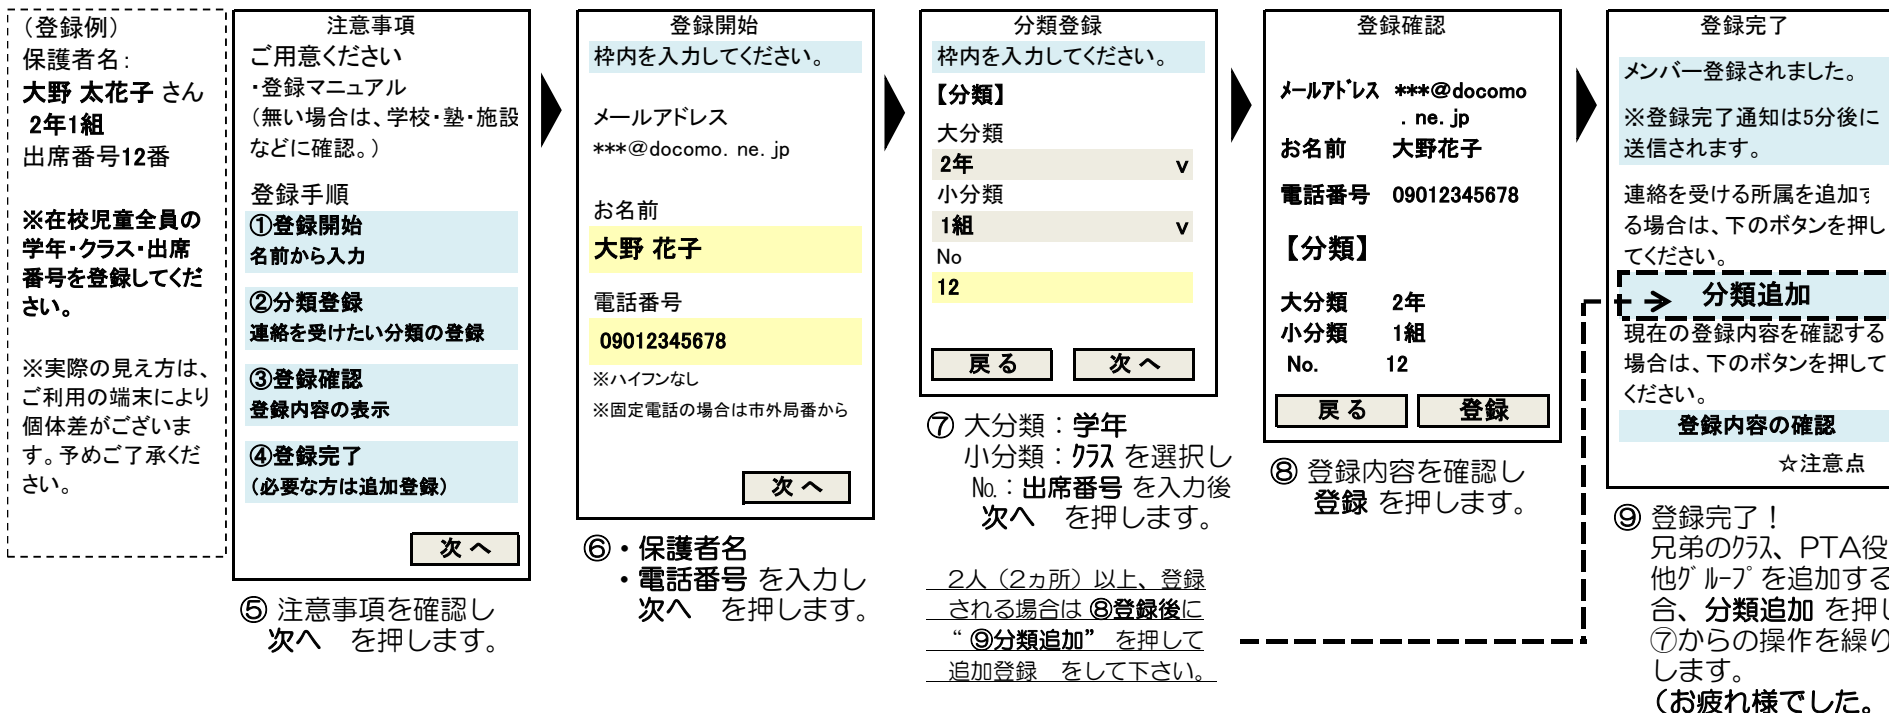 （登録例）
保護者名：
大野 太花子 さん
2年1組
出席番号12番
※在校児童全員の
学年・クラス・出席
番号を登録してくだ
さい。
※実際の見え方は、
ご利用の端末により
個体差がございま
す。予めご了承くだ
さい。
注意事項
ご用意ください
・登録マニュアル
（無い場合は、学校・塾・施設
などに確認。）
登録手順
①登録開始
名前から入力
②分類登録
連絡を受けたい分類の登録
③登録確認
登録内容の表示
④登録完了
（必要な方は追加登録）
次 へ
⑤ 注意事項を確認し
次へ を押します。
登録開始
枠内を入力してください。
メールアドレス
***@docomo. ne. jp
お名前
大野 花子
電話番号
09012345678
※ハイフンなし
※固定電話の場合は市外局番から
次 へ
⑥・保護者名
・電話番号 を入力し
次へ を押します。
分類登録
枠内を入力してください。
【分類】
大分類
2年 v
小分類
1組 v
No
12
戻 る 次 へ
⑦ 大分類：学年
小分類：ｸﾗｽ を選択し
№：出席番号 を入力後
次へ を押します。
2人（2ヵ所）以上、登録
される場合は ⑧登録後に
“ ⑨分類追加” を押して
追加登録 をして下さい。
登録確認
ﾒｰﾙｱﾄﾞﾚｽ ***@docomo
. ne. jp
お名前 大野花子
電話番号 09012345678
【分類】
大分類 2年
小分類 1組
No. 12
戻 る 登録
⑧ 登録内容を確認し
登録 を押します。
登録完了
メンバー登録されました。
※登録完了通知は5分後に
送信されます。
連絡を受ける所属を追加す
る場合は、下のボタンを押し
てください。
分類追加
現在の登録内容を確認する
場合は、下のボタンを押して
ください。
登録内容の確認
☆注意点
⑨ 登録完了！
兄弟のｸﾗｽ、PTA役
他ｸﾞﾙｰﾌﾟを追加する
合、分類追加 を押し
⑦からの操作を繰り
します。
（お疲れ様でした。